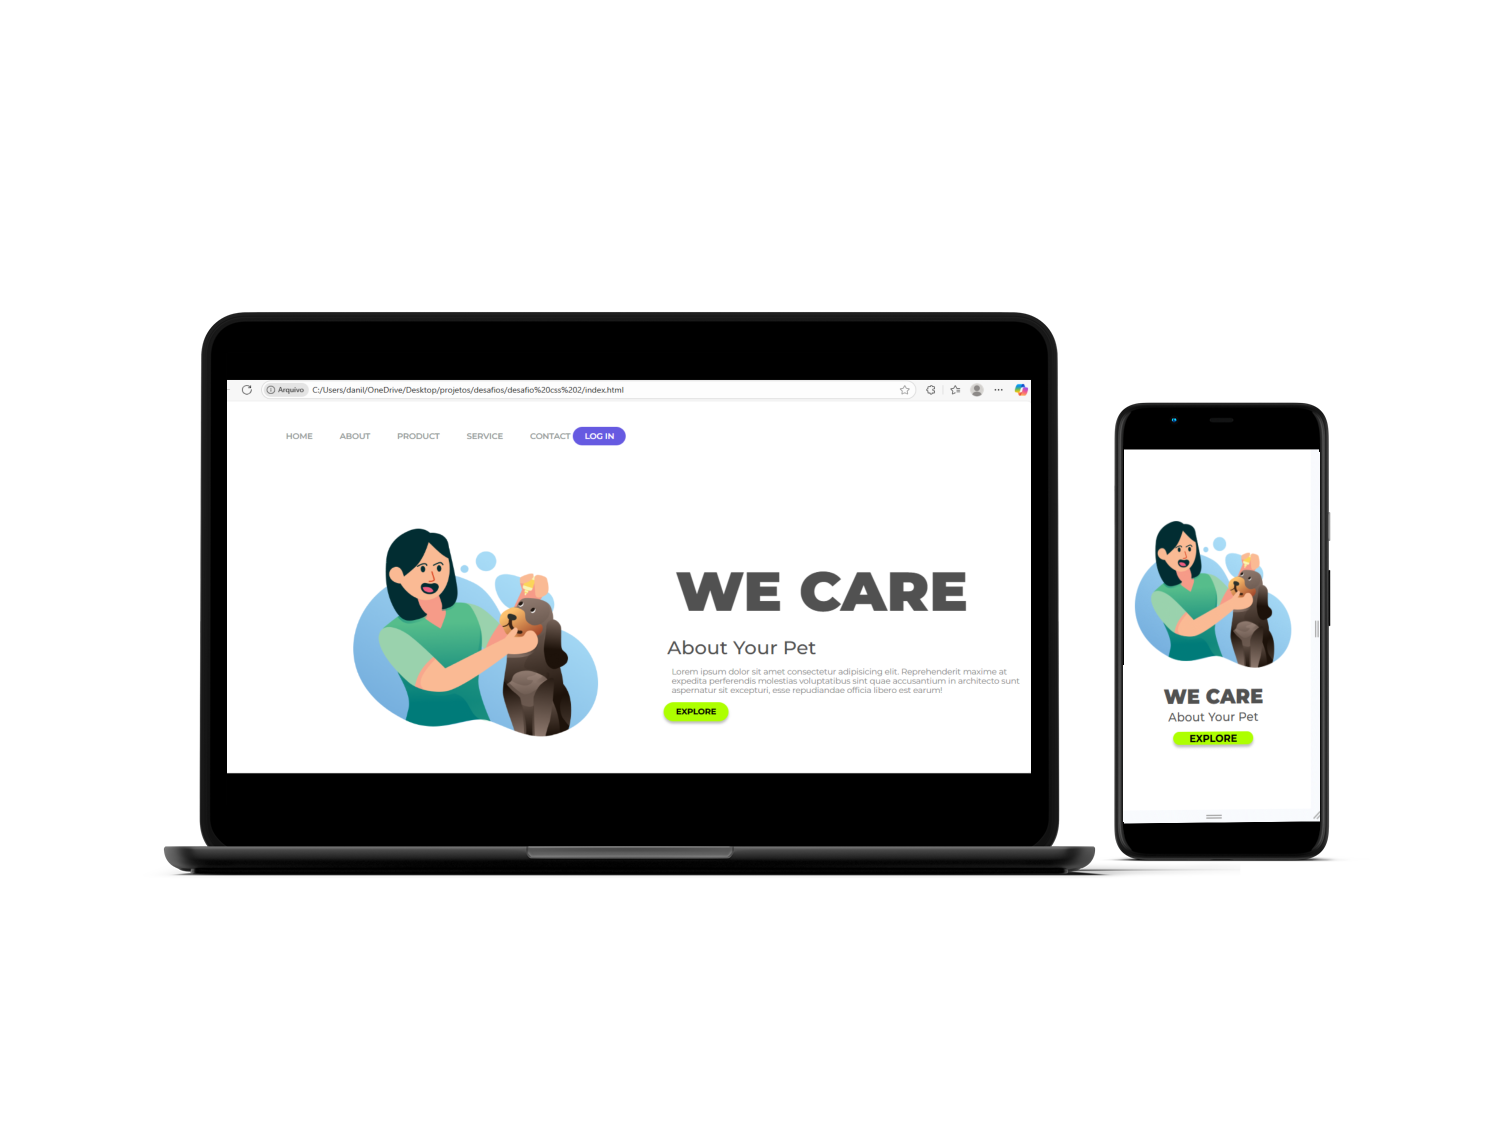 Arquivo C:/Users/danil/OneDrive/Desktop/projetos/desafios/desafio%20css%202/index.html
HOME ABOUT PRODUCT SERVICE CONTACT LOG IN
WE CARE
About Your Pet
Lorem ipsum dolor sit amet consectetur adipisicing elit. Reprehenderit maxime at
expedita perferendis molestias voluptatibus sint quae accusantium in architecto sunt
aspernatur sit excepturi, esse repudiandae officia libero est earum!
EXPLORE
WE CARE
About Your Pet
EXPLORE